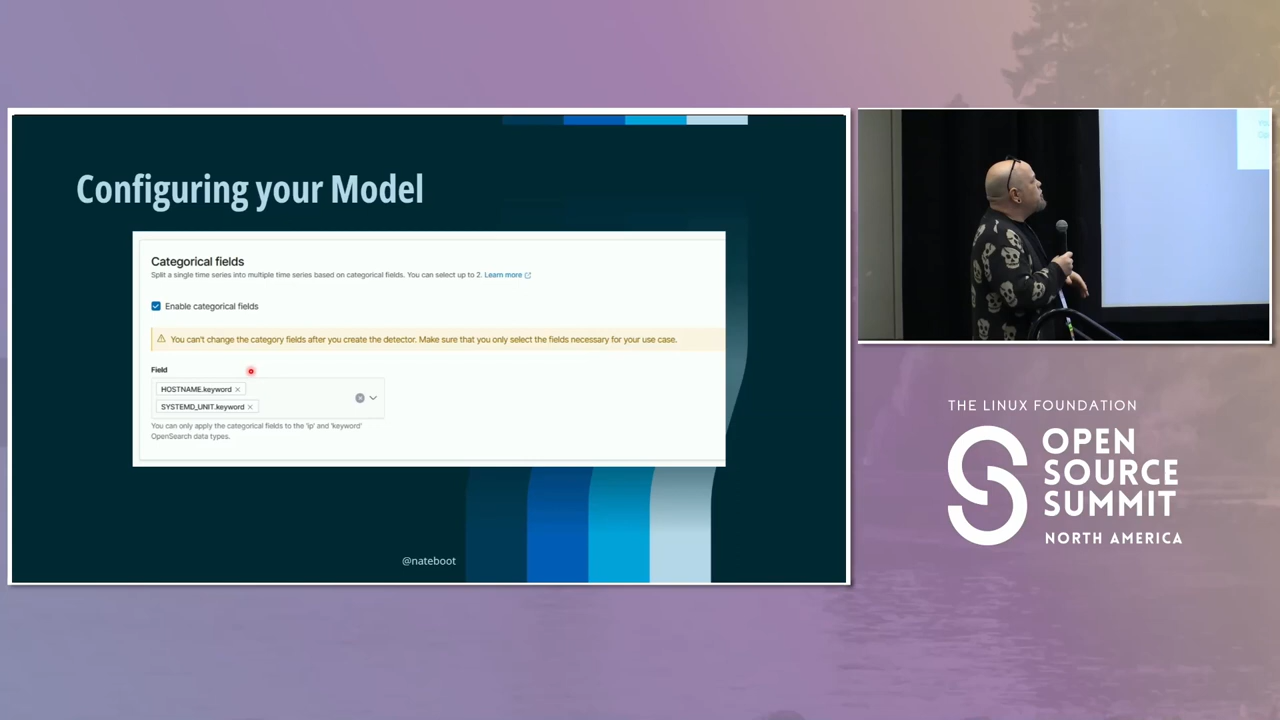 Configuring your Model
Categorical fields
Split a single time series into multiple time series based on categorical fields. You can select up to 2. Learn more
Enable categorical fields
You can't change the category fields after you create the detector. Make sure that you only select the fields necessary for your use case.
Field
HOSTNAME.keyword
SYSTEMD_UNIT.keyword
You can only apply the categorical fields to the 'ip' and 'keyword'
OpenSearch data types.
@nateboot
THE LINUX FOUNDATION
OPEN
SOURCE
SUMMIT
NORTH AMERICA